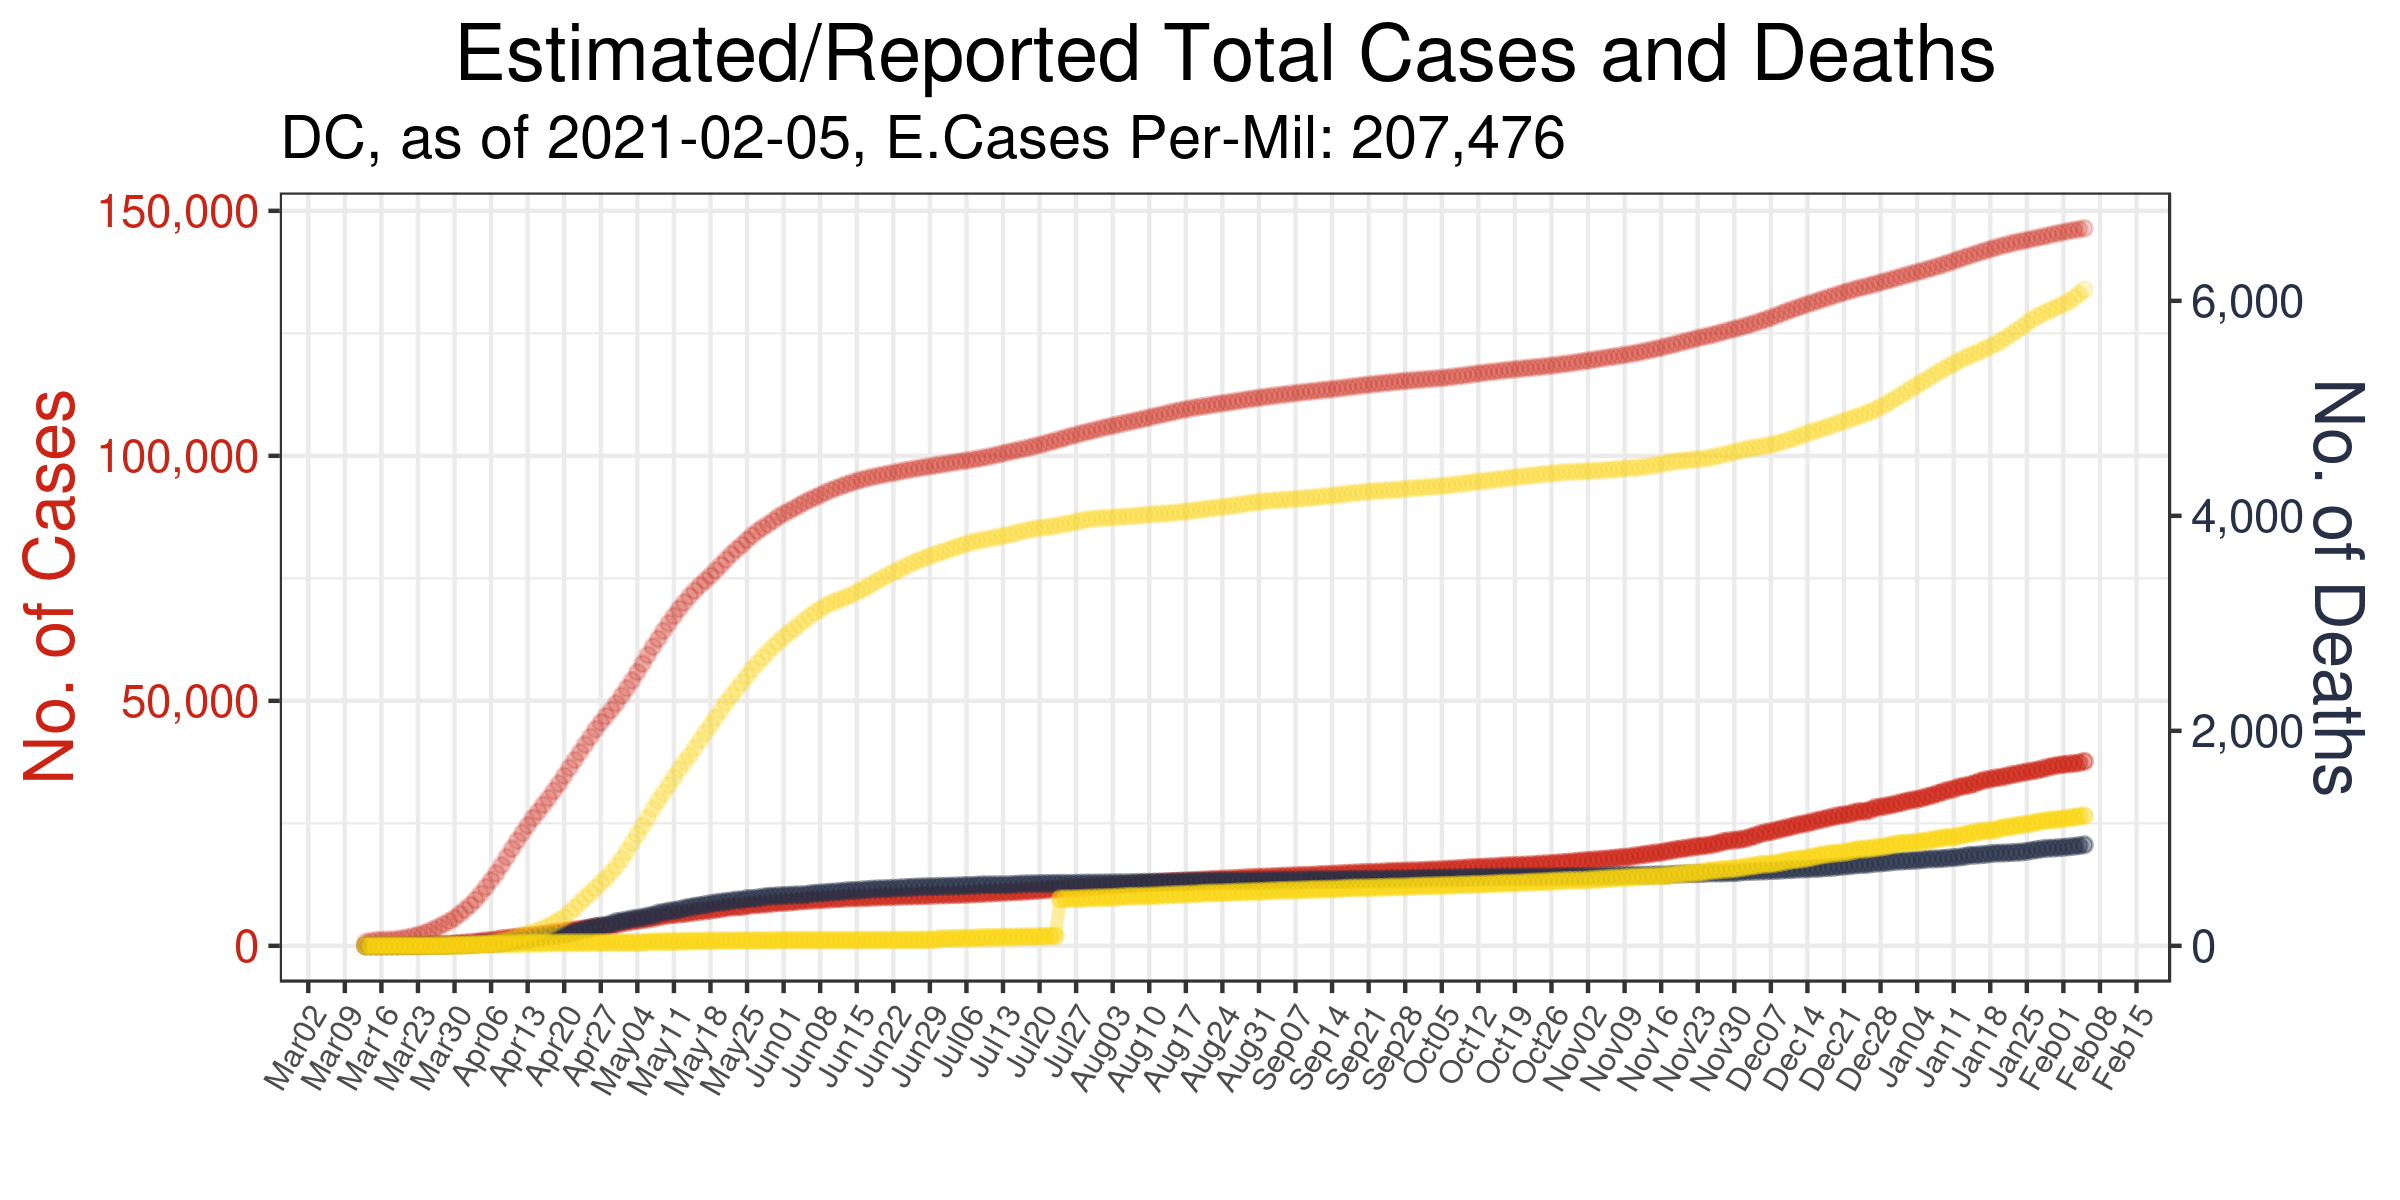 Estimated/Reported Total Cases and Deaths
DC, as of 2021-02-05, E.Cases Per-Mil: 207,476
No. of Cases
150,000
100,000
50,000
0
6,000
4,000
2,000
0
No. of Deaths
Mar02
Mar09
Mar16
Mar23
Mar30
Apr06
Apr13
Apr20
Apr27
May04
May11
May18
May25
Jun01
Jun08
Jun15
Jun22
Jun29
Jul06
Jul13
Jul20
Jul27
Aug03
Aug10
Aug17
Aug24
Aug31
Sep07
Sep14
Sep21
Sep28
Oct05
Oct12
Oct19
Oct26
Nov02
Nov09
Nov16
Nov23
Nov30
Dec07
Dec14
Dec21
Dec28
Jan04
Jan11
Jan18
Jan25
Feb01
Feb08
Feb15